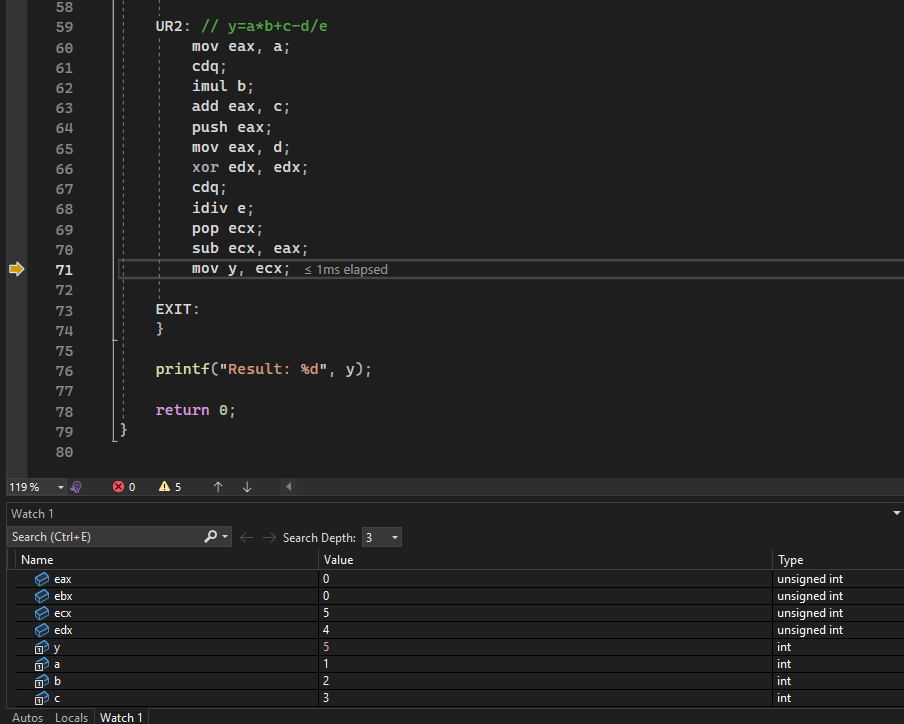 58
59 UR2: // y=a*b+c-d/e
60 mov eax, a;
61 cdq;
62 imul b;
63 add eax, c;
64 push eax;
65 mov eax, d;
66 xor edx, edx;
67 cdq;
68 idiv e;
69 pop ecx;
70 sub ecx, eax;
71 mov y, ecx; ≤ 1ms elapsed
72
73 EXIT:
74 }
75
76 printf("Result: %d", y);
77
78 return 0;
79 }
80
119 % 0 5
Watch 1
Search (Ctrl+E) Search Depth: 3
Name Value Type
eax 0 unsigned int
ebx 0 unsigned int
ecx 5 unsigned int
edx 4 unsigned int
y 5 int
a 1 int
b 2 int
c 3 int
Autos Locals Watch 1